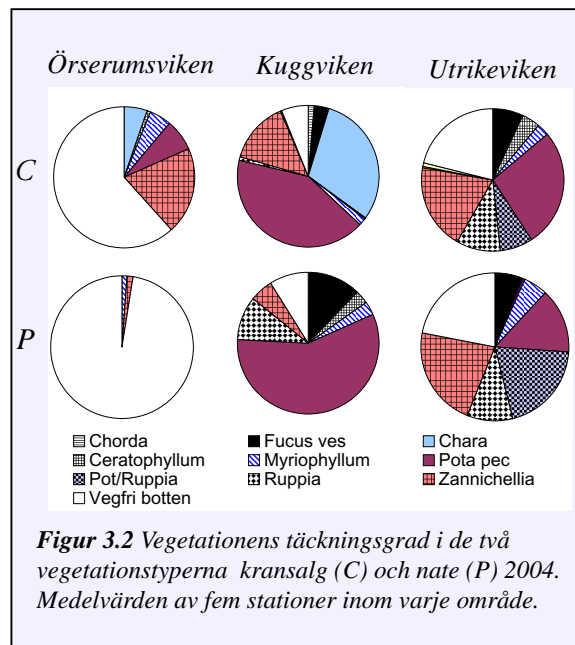 Örserumsviken Kuggviken Utrikeviken
C
P
Chorda Fucus ves Chara
Ceratophyllum Myriophyllum Pota pec
Pot/Ruppia Ruppia Zannichellia
Vegfri botten
Figur 3.2 Vegetationens täckningsgrad i de två
vegetationstyperna kransalg (C) och nate (P) 2004.
Medelvärden av fem stationer inom varje område.